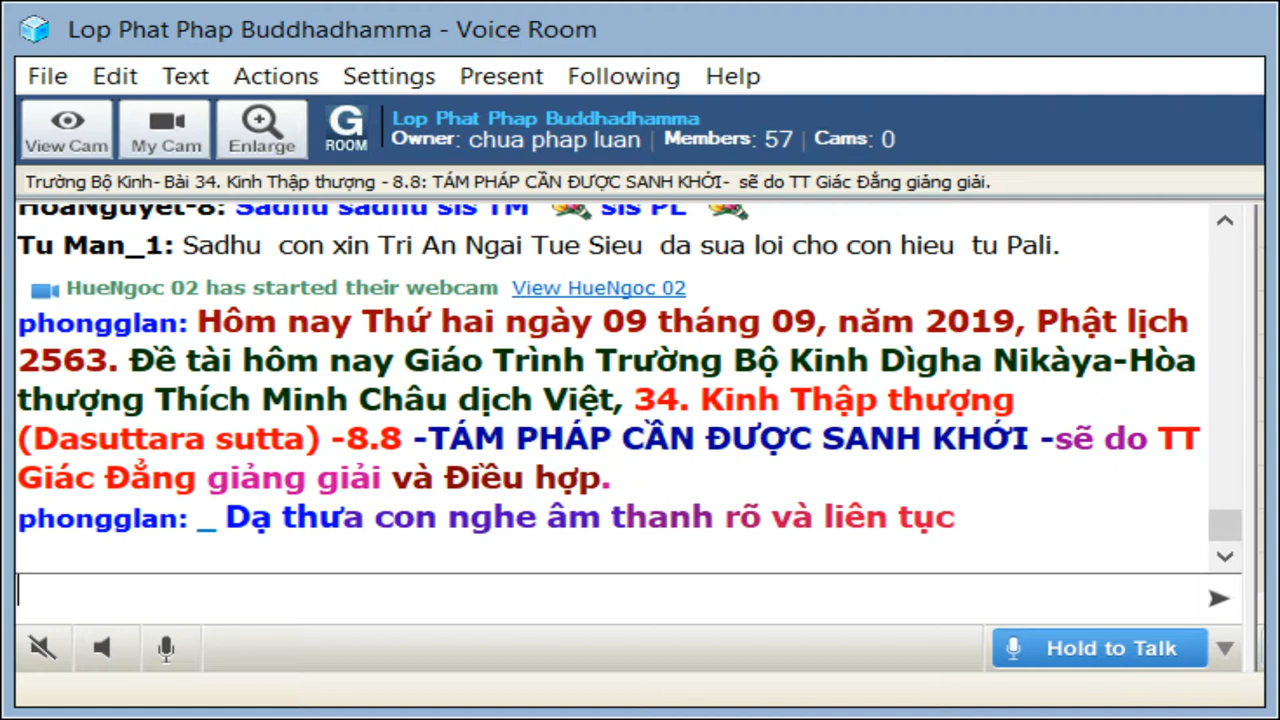 Lop Phat Phap Buddhadhamma - Voice Room
File Edit Text Actions Settings Present Following Help
View Cam My Cam Enlarge G ROOM
Lop Phat Phap Buddhadhamma
Owner: chua phap luan | Members: 57 | Cams: 0
Trường Bộ Kinh- Bài 34. Kinh Thập thượng - 8.8: TÁM PHÁP CẦN ĐƯỢC SANH KHỞI- sẽ do TT Giác Đẳng giảng giải.
HoaNguyet-8: Sadhu sadhu sis TM sis PL
Tu Man_1: Sadhu con xin Tri An Ngai Tue Sieu da sua loi cho con hieu tu Pali.
HueNgoc 02 has started their webcam View HueNgoc 02
phongglan: Hôm nay Thứ hai ngày 09 tháng 09, năm 2019, Phật lịch
2563. Đề tài hôm nay Giáo Trình Trường Bộ Kinh Dìgha Nikàya-Hòa
thượng Thích Minh Châu dịch Việt, 34. Kinh Thập thượng
(Dasuttara sutta) -8.8 -TÁM PHÁP CẦN ĐƯỢC SANH KHỞI -sẽ do TT
Giác Đẳng giảng giải và Điều hợp.
phongglan: _ Dạ thưa con nghe âm thanh rõ và liên tục
Hold to Talk